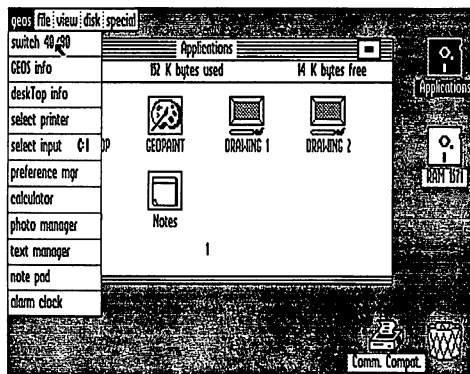 geos file view disk special
switch 40/80
GEOS info
deskTop info
select printer
select input
preference mgr
calculator
photo manager
text manager
note pad
alarm clock
Applications
152 K bytes used 14 K bytes free
GEOPAINT DRAWING 1 DRAWING 2
Notes
1
Applications
RAM 1571
Comm. Compat.